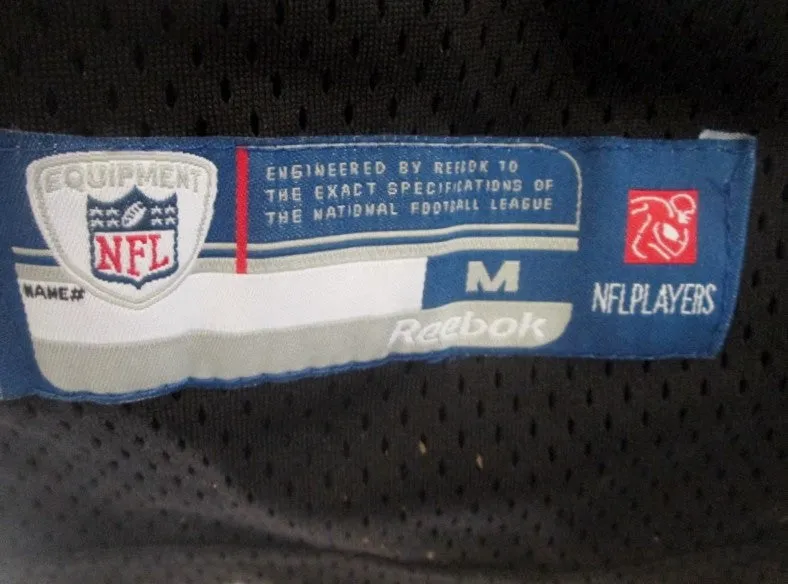 EQUIPMENT
NFL
ENGINEERED BY REEBOK TO
THE EXACT SPECIFICATIONS OF
THE NATIONAL FOOTBALL LEAGUE
NAME#
M
Reebok
NFLPLAYERS